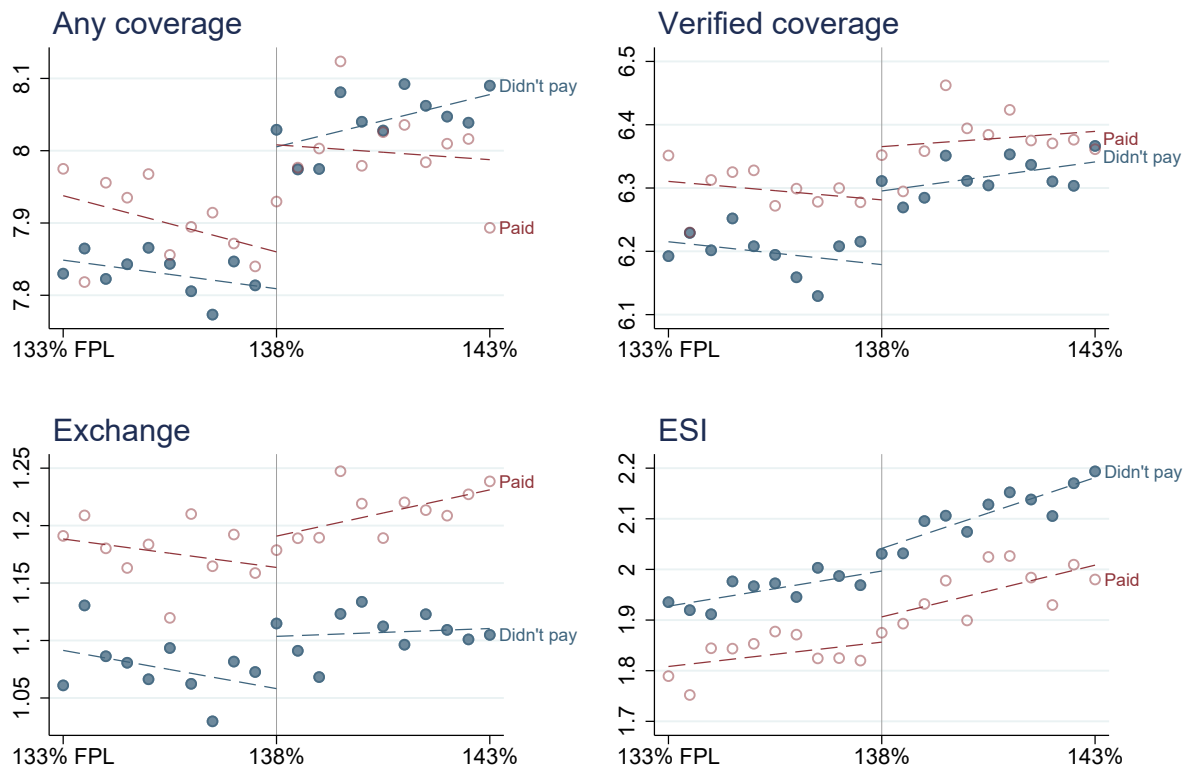 Any coverage
8.1
8
7.9
7.8
Didn't pay
Paid
133% FPL
138%
143%
Verified coverage
6.5
6.4
6.3
6.2
6.1
Paid
Didn't pay
133% FPL
138%
143%
Exchange
1.25
1.2
1.15
1.1
1.05
Paid
Didn't pay
133% FPL
138%
143%
ESI
2.2
2.1
2
1.9
1.8
1.7
Didn't pay
Paid
133% FPL
138%
143%